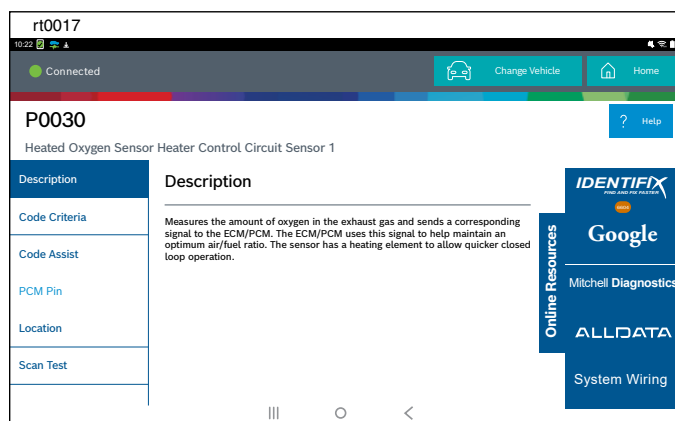 rt0017
10:22
Connected
Change Vehicle
Home
P0030
? Help
Heated Oxygen Sensor Heater Control Circuit Sensor 1
Description
Code Criteria
Code Assist
PCM Pin
Location
Scan Test
Description
Measures the amount of oxygen in the exhaust gas and sends a corresponding
signal to the ECM/PCM. The ECM/PCM uses this signal to help maintain an
optimum air/fuel ratio. The sensor has a heating element to allow quicker closed
loop operation.
Online Resources
IDENTIFIX
FIND AND FIX FASTER
Google
Mitchell Diagnostics
ALLDATA
System Wiring